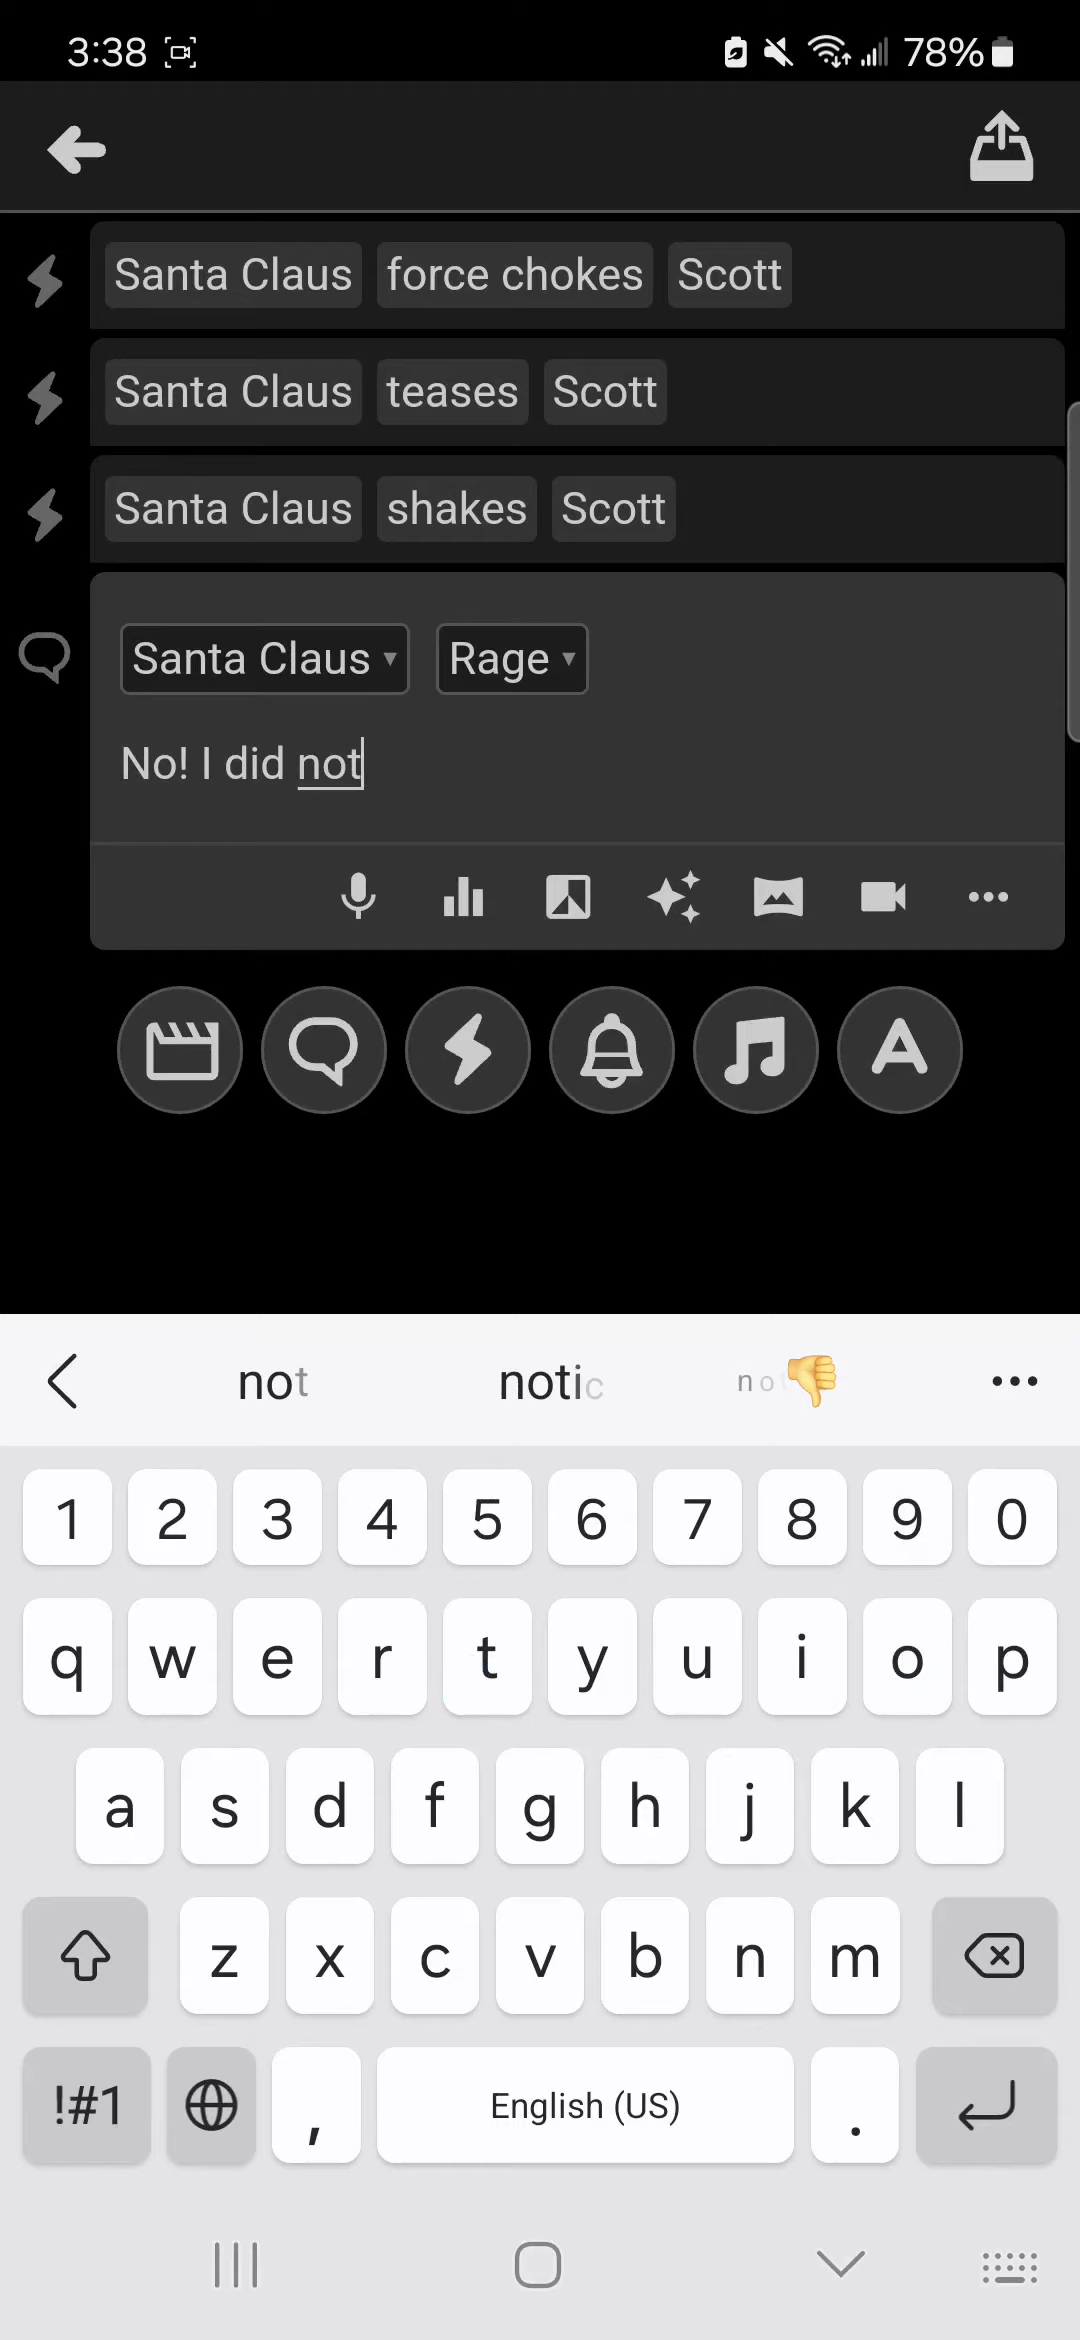 3:38 78%
Santa Claus force chokes Scott
Santa Claus teases Scott
Santa Claus shakes Scott
Santa Claus Rage
No! I did not
A
not notic no
1 2 3 4 5 6 7 8 9 0
q w e r t y u i o p
a s d f g h j k l
z x c v b n m
!#1 , English (US) .